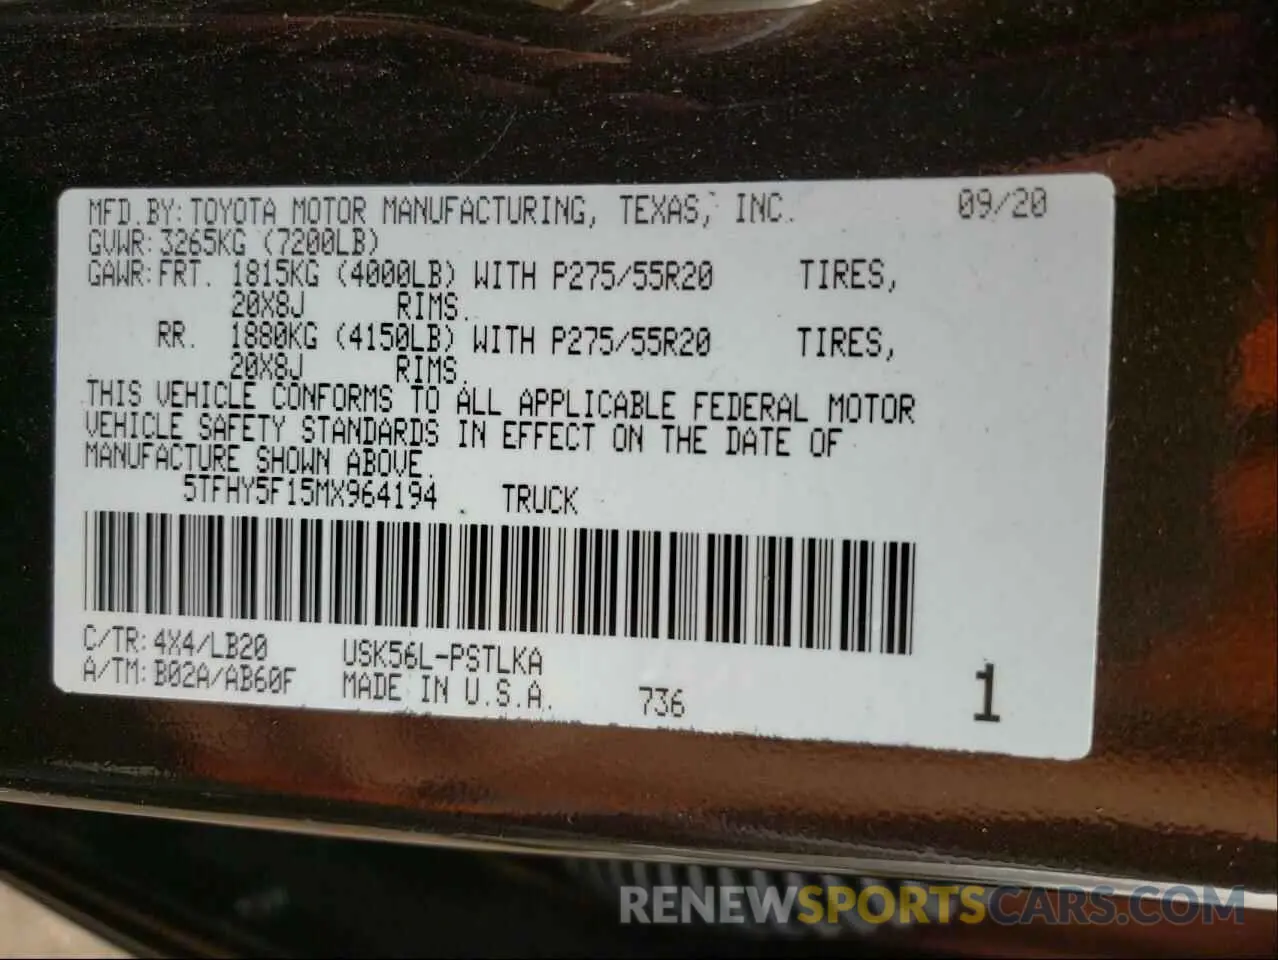 MFD.BY:TOYOTA MOTOR MANUFACTURING, TEXAS, INC. 09/20
GVWR:3265KG (7200LB)
GAWR:FRT. 1815KG (4000LB) WITH P275/55R20 TIRES,
20X8J RIMS.
RR. 1880KG (4150LB) WITH P275/55R20 TIRES,
20X8J RIMS.
THIS VEHICLE CONFORMS TO ALL APPLICABLE FEDERAL MOTOR
VEHICLE SAFETY STANDARDS IN EFFECT ON THE DATE OF
MANUFACTURE SHOWN ABOVE.
5TFHY5F15MX964194 . TRUCK
C/TR:4X4/LB20 USK56L-PSTLKA
A/TM:B02A/AB60F MADE IN U.S.A. 736 1
RENEWSPORTSCARS.COM